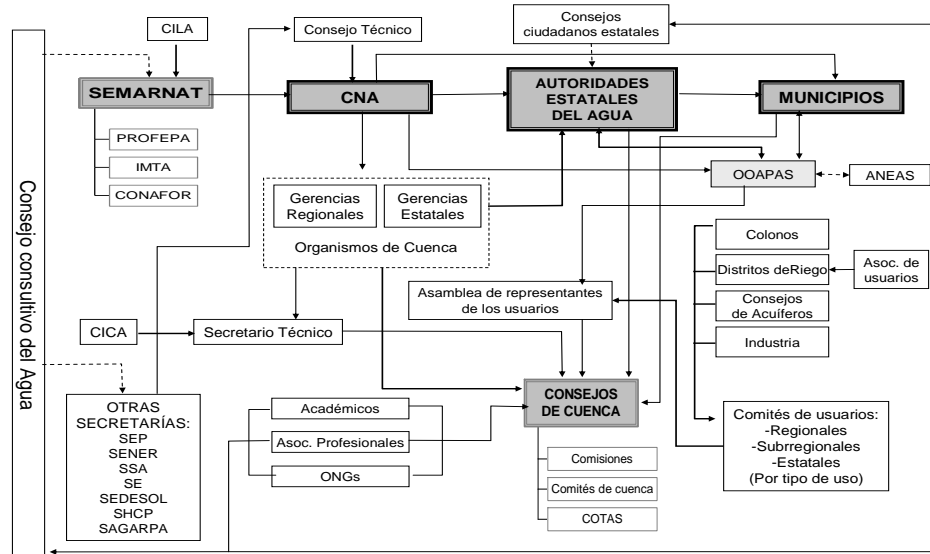 Consejo consultivo del Agua
CILA
Consejo Técnico
Consejos
ciudadanos estatales
SEMARNAT
CNA
AUTORIDADES
ESTATALES
DEL AGUA
MUNICIPIOS
PROFEPA
IMTA
CONAFOR
OOAPAS
ANEAS
Gerencias
Regionales
Gerencias
Estatales
Organismos de Cuenca
Colonos
Distritos deRiego
Asoc. de
usuarios
Consejos
de Acuíferos
Industria
Asamblea de representantes
de los usuarios
CICA
Secretario Técnico
OTRAS
SECRETARÍAS:
SEP
SENER
SSA
SE
SEDESOL
SHCP
SAGARPA
Académicos
Asoc. Profesionales
ONGs
CONSEJOS
DE CUENCA
Comisiones
Comités de cuenca
COTAS
Comités de usuarios:
-Regionales
-Subrregionales
-Estatales
(Por tipo de uso)